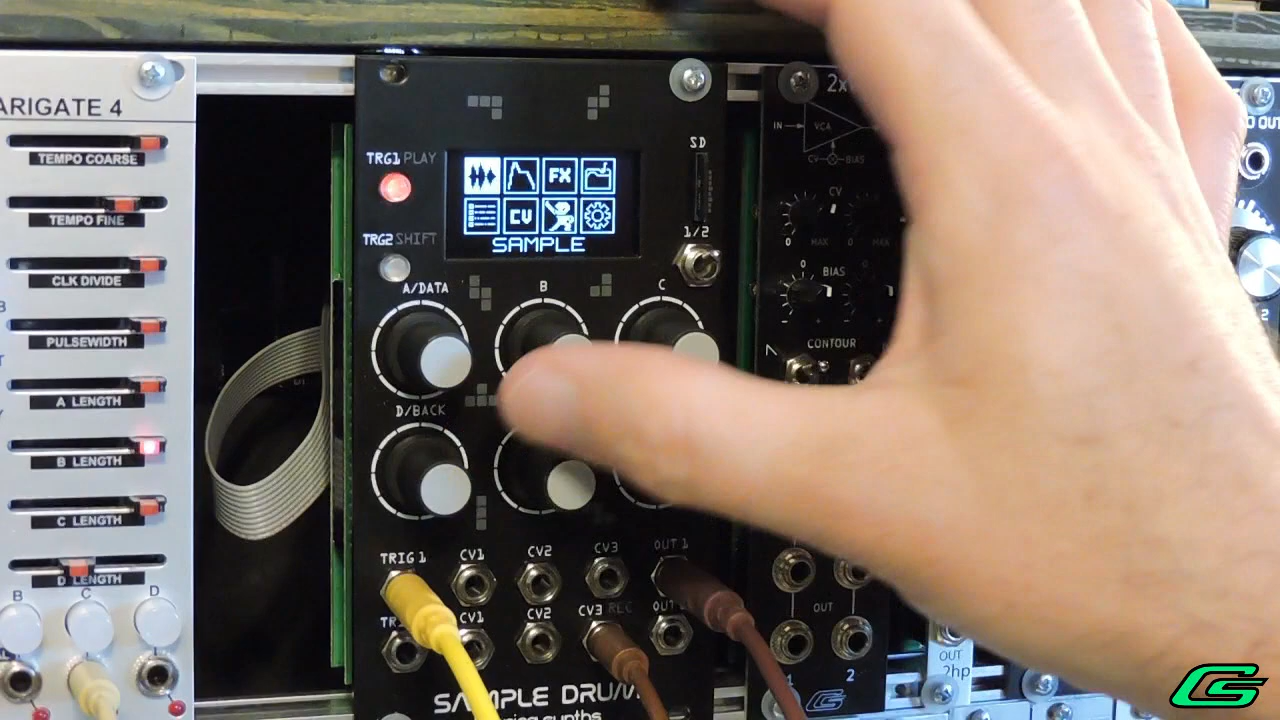 ARIGATE 4
TEMPO COARSE
TEMPO FINE
CLK DIVIDE
PULSEWIDTH
A LENGTH
B LENGTH
C LENGTH
D LENGTH
B C D
TRG1 PLAY
TRG2 SHIFT
FX
CV
SAMPLE
SD
1/2
A/DATA B C
D/BACK
TRIG 1 CV1 CV2 CV3 OUT 1
CV1 CV2 CV3 REC
SAMPLE DRUM
IN
VCA
CV BIAS
CV
0 MAX MAX
BIAS
0
CONTOUR
OUT
1 2
OUT
2hp